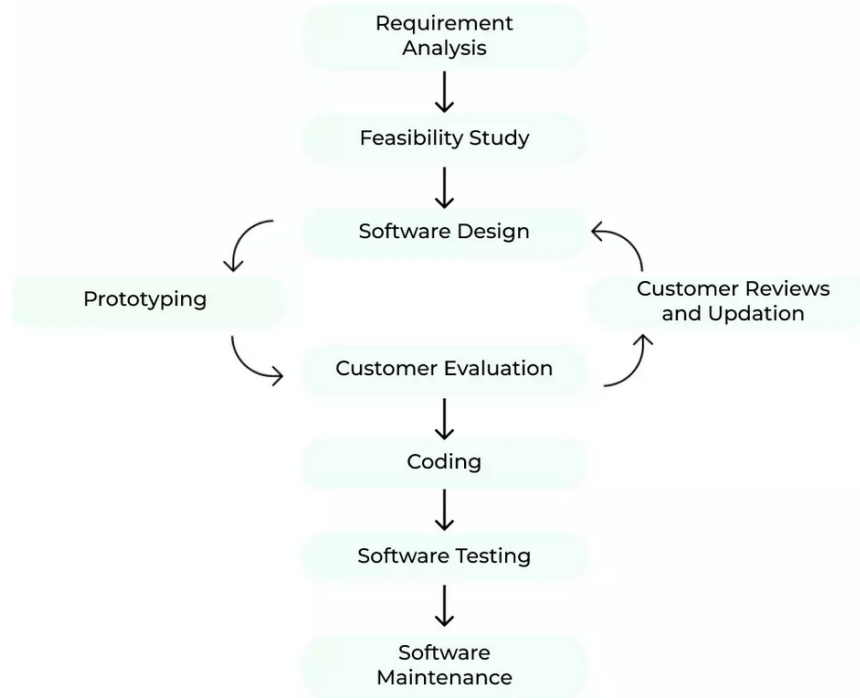 Requirement
Analysis
Feasibility Study
Software Design
Prototyping
Customer Reviews
and Updation
Customer Evaluation
Coding
Software Testing
Software
Maintenance